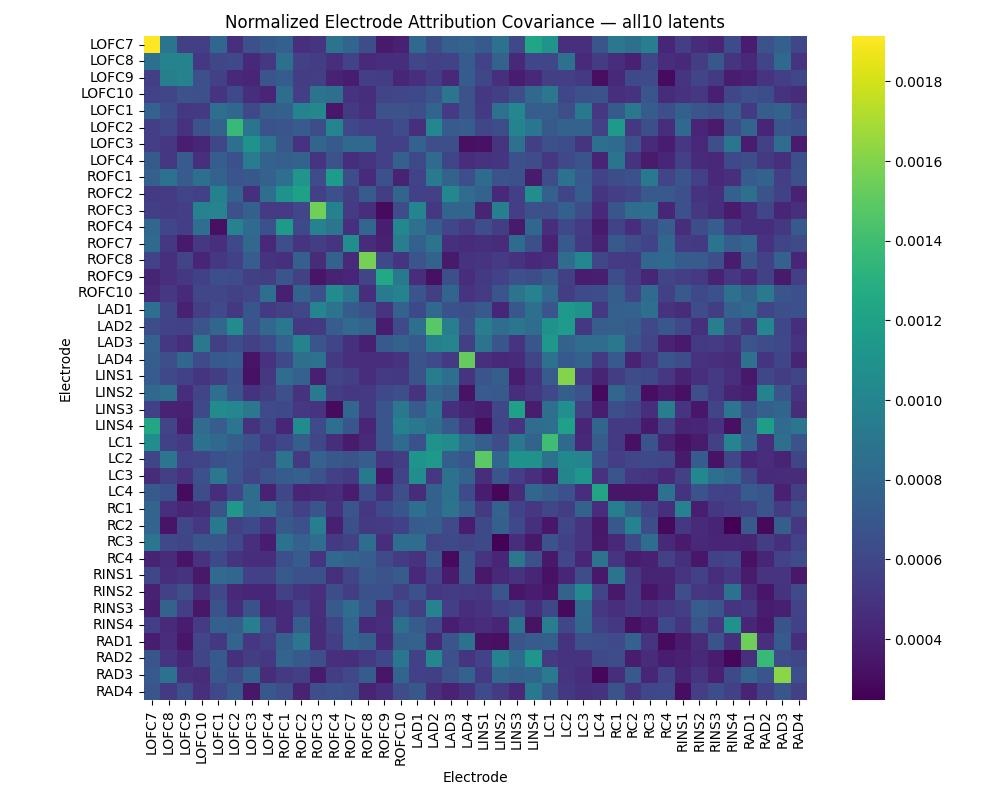 Normalized Electrode Attribution Covariance — all10 latents
Electrode
LOFC7
LOFC8
LOFC9
LOFC10
LOFC1
LOFC2
LOFC3
LOFC4
ROFC1
ROFC2
ROFC3
ROFC4
ROFC7
ROFC8
ROFC9
ROFC10
LAD1
LAD2
LAD3
LAD4
LINS1
LINS2
LINS3
LINS4
LC1
LC2
LC3
LC4
RC1
RC2
RC3
RC4
RINS1
RINS2
RINS3
RINS4
RAD1
RAD2
RAD3
RAD4
LOFC7
LOFC8
LOFC9
LOFC10
LOFC1
LOFC2
LOFC3
LOFC4
ROFC1
ROFC2
ROFC3
ROFC4
ROFC7
ROFC8
ROFC9
ROFC10
LAD1
LAD2
LAD3
LAD4
LINS1
LINS2
LINS3
LINS4
LC1
LC2
LC3
LC4
RC1
RC2
RC3
RC4
RINS1
RINS2
RINS3
RINS4
RAD1
RAD2
RAD3
RAD4
Electrode
0.0018
0.0016
0.0014
0.0012
0.0010
0.0008
0.0006
0.0004